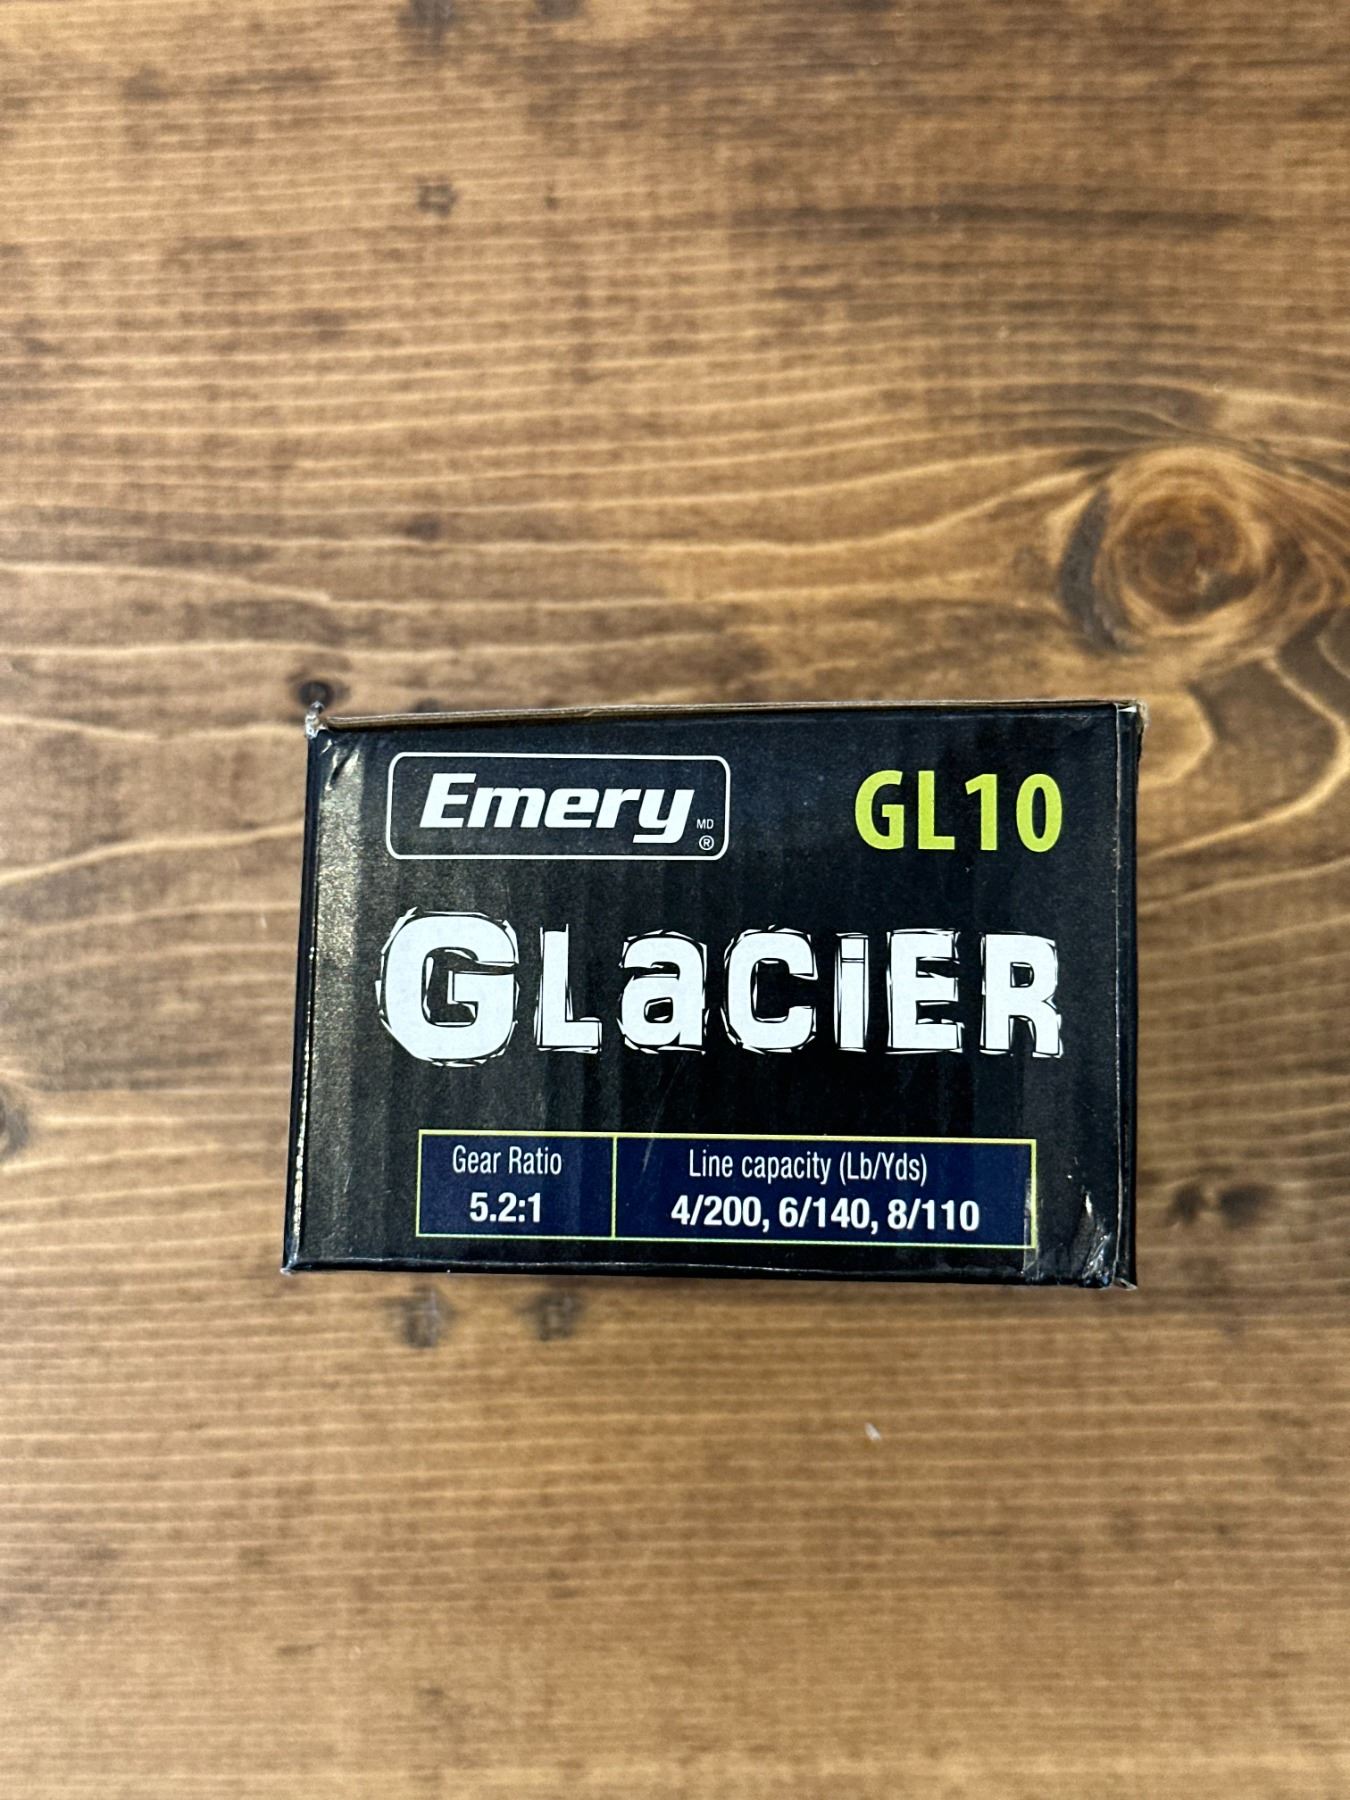 Emery MD ®
GL10
GLaCiER
Gear Ratio
5.2:1
Line capacity (Lb/Yds)
4/200, 6/140, 8/110